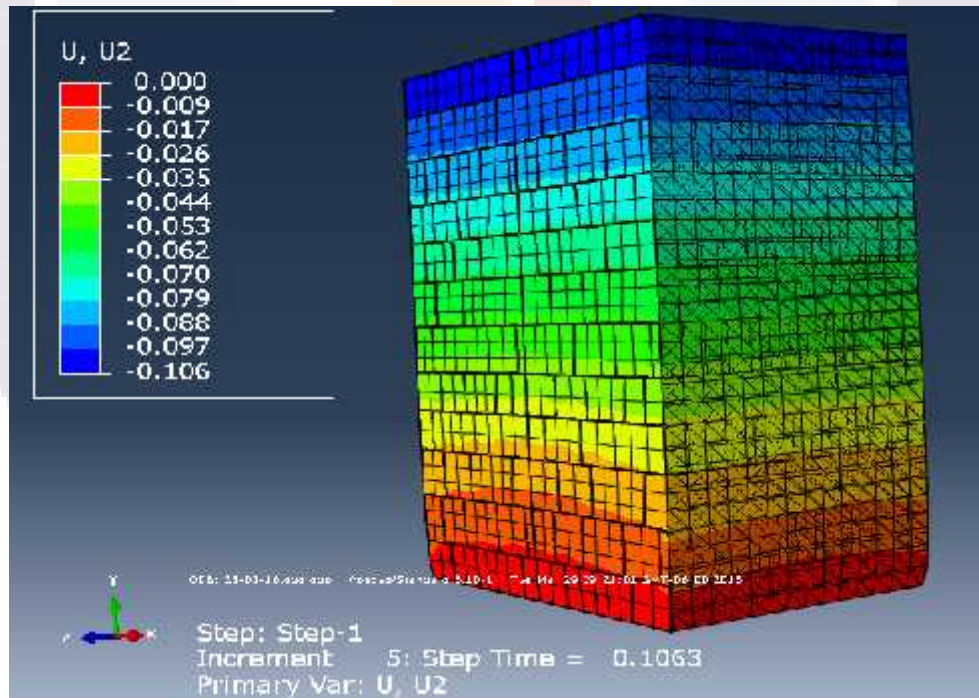 U, U2
0.000
-0.009
-0.017
-0.026
-0.035
-0.044
-0.053
-0.062
-0.070
-0.079
-0.088
-0.097
-0.106
Y
X
Step: Step-1
Increment 5: Step Time = 0.1063
Primary Var: U, U2